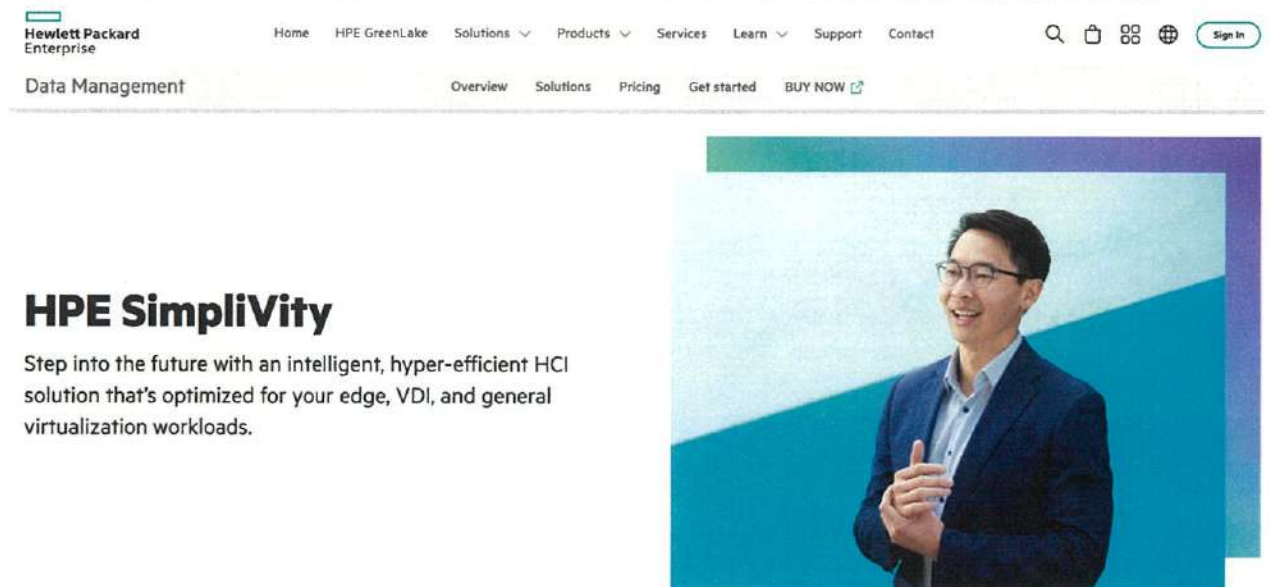 Hewlett Packard
Enterprise
Home HPE GreenLake Solutions Products Services Learn Support Contact
Sign In
Data Management
Overview Solutions Pricing Get started BUY NOW
HPE SimpliVity
Step into the future with an intelligent, hyper-efficient HCI
solution that's optimized for your edge, VDI, and general
virtualization workloads.